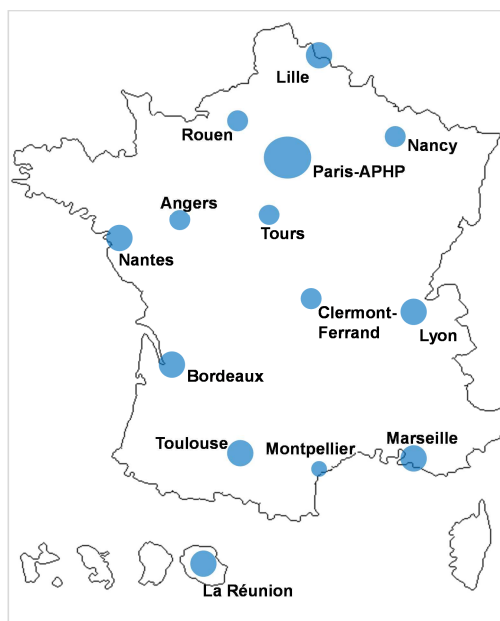 Lille
Rouen
Nancy
Paris-APHP
Angers
Tours
Nantes
Clermont-
Ferrand
Lyon
Bordeaux
Toulouse
Montpellier
Marseille
La Réunion